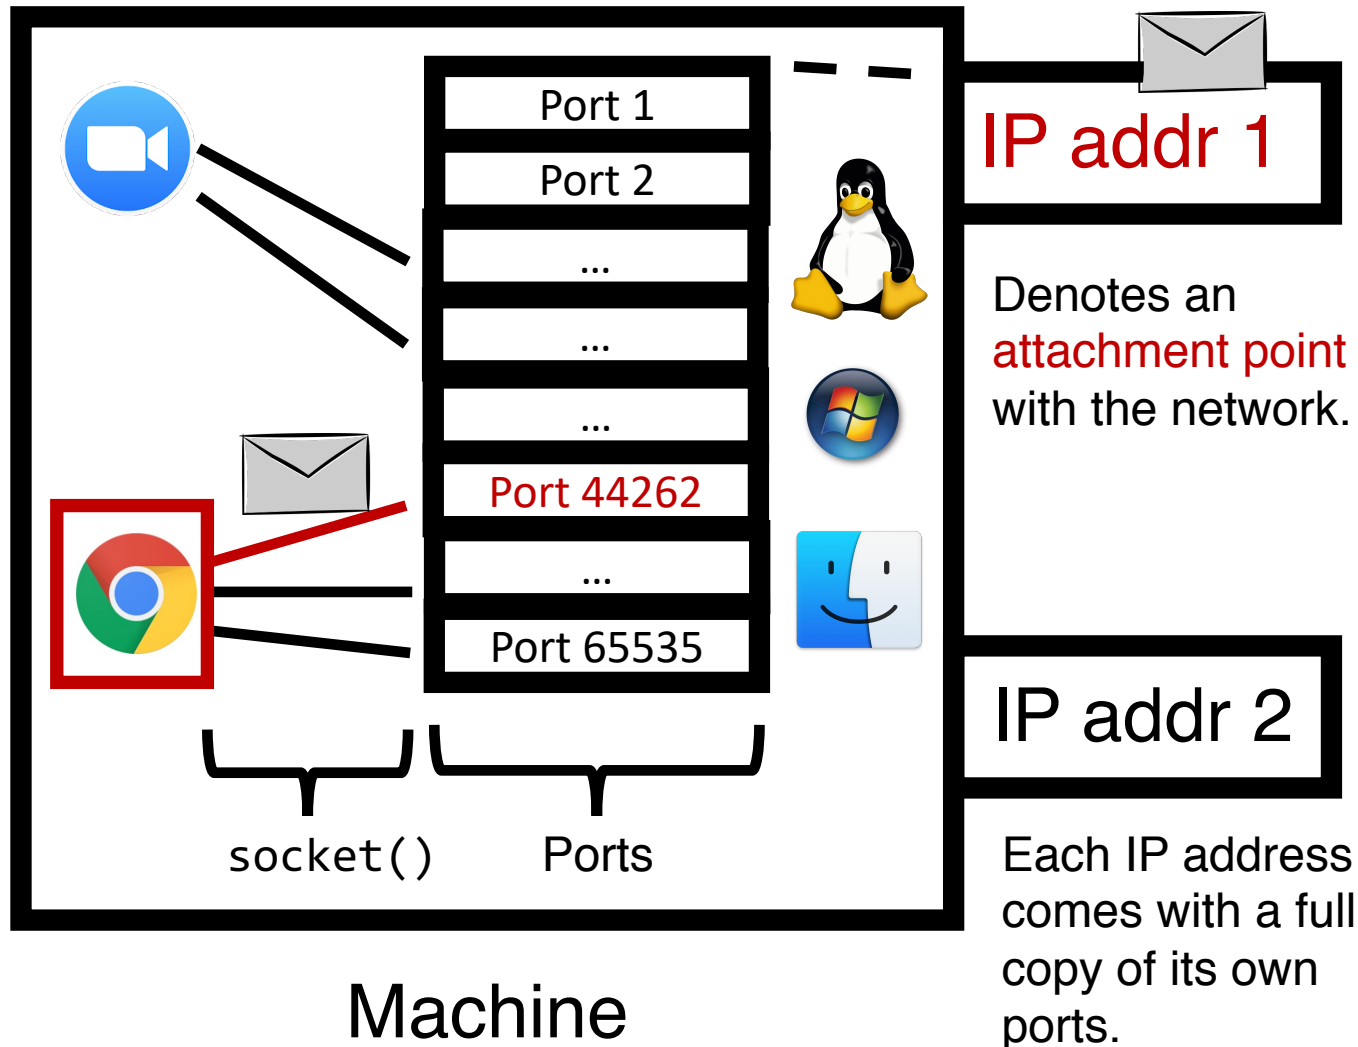 Port 1
Port 2
...
...
...
Port 44262
...
Port 65535
socket()
Ports
Machine
IP addr 1
Denotes an
attachment point
with the network.
IP addr 2
Each IP address
comes with a full
copy of its own
ports.